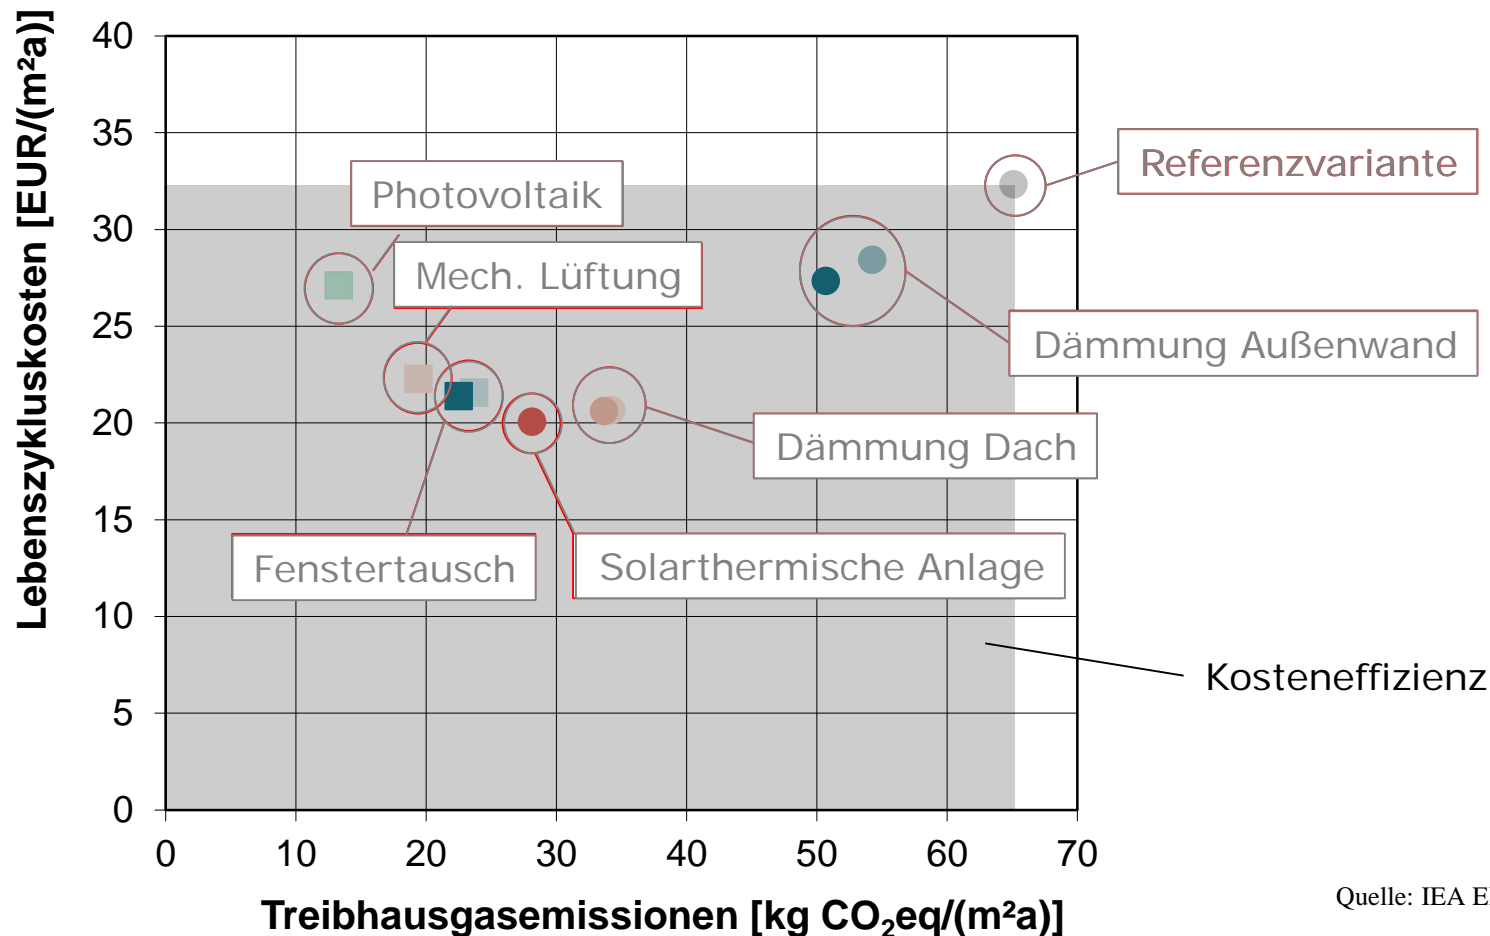 Lebenszykluskosten [EUR/(m²a)]
40
35
30
25
20
15
10
5
0
Photovoltaik
Mech. Lüftung
Referenzvariante
Dämmung Außenwand
Dämmung Dach
Fenstertausch
Solarthermische Anlage
Kosteneffizienz
0 10 20 30 40 50 60 70
Treibhausgasemissionen [kg CO₂eq/(m²a)]
Quelle: IEA